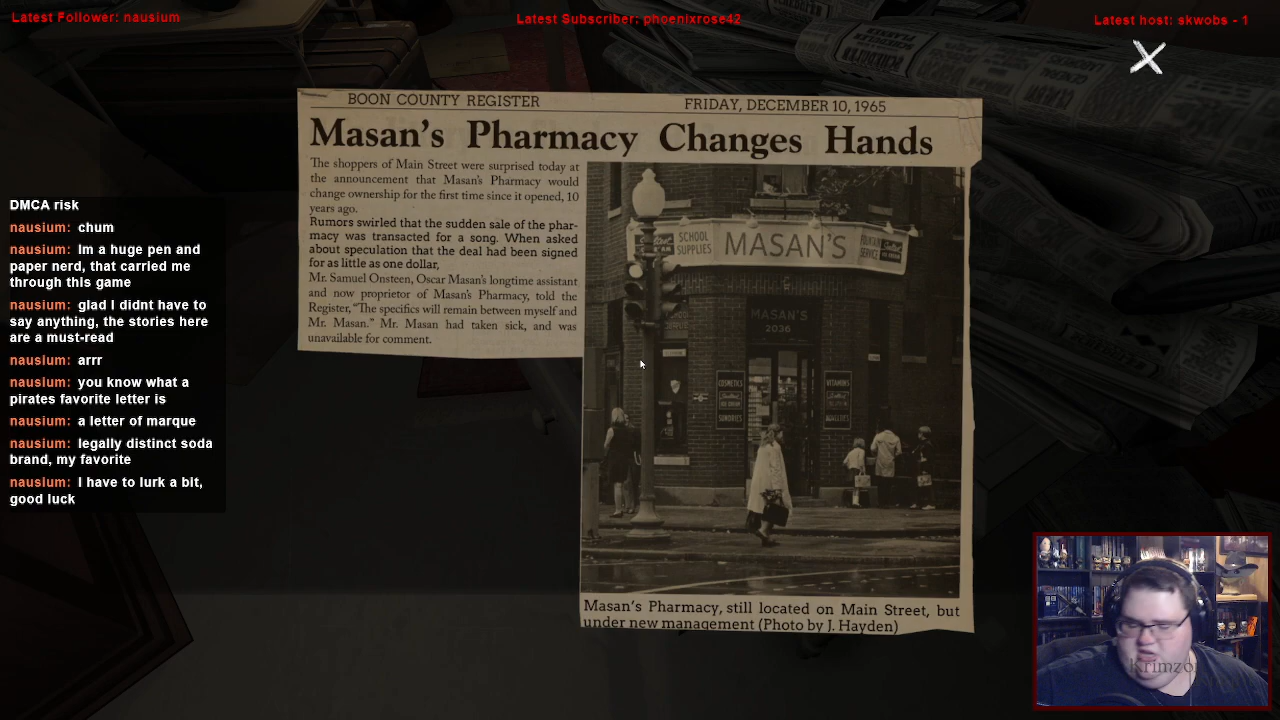 Latest Follower: nausium
Latest Subscriber: phoenixrose42
Latest host: skwobs - 1
BOON COUNTY REGISTER
FRIDAY, DECEMBER 10, 1965
Masan's Pharmacy Changes Hands
The shoppers of Main Street were surprised today at
the announcement that Masan's Pharmacy would
change ownership for the first time since it opened, 10
years ago.
Rumors swirled that the sudden sale of the phar-
macy was transacted for a song. When asked
about speculation that the deal had been signed
for as little as one dollar,
Mr. Samuel Onsteen, Oscar Masan's longtime assistant
and now proprietor of Masan's Pharmacy, told the
Register, "The specifics will remain between myself and
Mr. Masan." Mr. Masan had taken sick, and was
unavailable for comment.
SCHOOL
SUPPLIES
MASAN'S
MASAN'S
2036
COSMETICS
SUNDRIES
VITAMINS
Masan's Pharmacy, still located on Main Street, but
under new management (Photo by J. Hayden)
DMCA risk
nausium: chum
nausium: Im a huge pen and
paper nerd, that carried me
through this game
nausium: glad I didnt have to
say anything, the stories here
are a must-read
nausium: arrr
nausium: you know what a
pirates favorite letter is
nausium: a letter of marque
nausium: legally distinct soda
brand, my favorite
nausium: I have to lurk a bit,
good luck